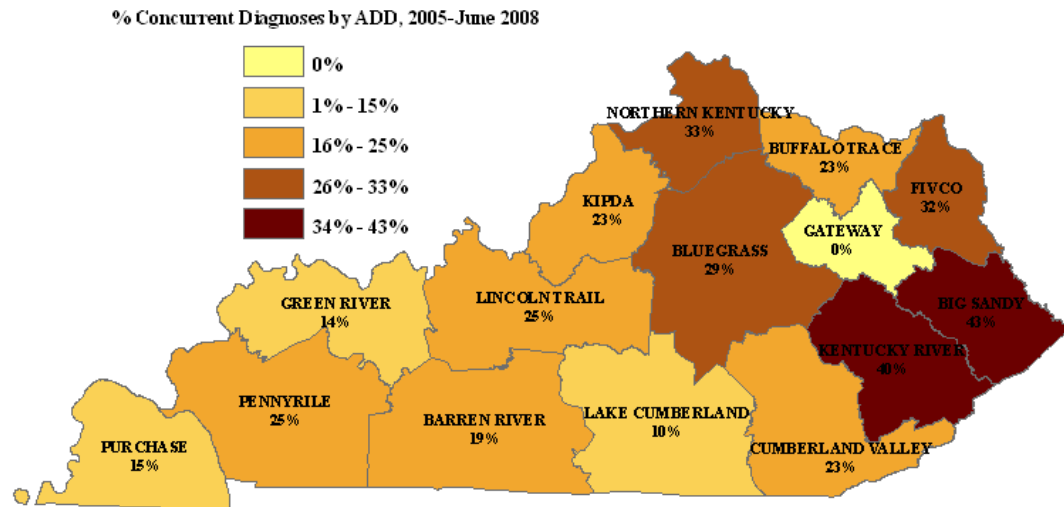 % Concurrent Diagnoses by ADD, 2005-June 2008
0%
1% - 15%
16% - 25%
26% - 33%
34% - 43%
NORTHERN KENTUCKY
33%
BUFFALO TRACE
23%
FIVCO
32%
KIPDA
23%
GATEWAY
0%
BLUEGRASS
29%
GREEN RIVER
14%
LINCOLN TRAIL
25%
BIG SANDY
43%
KENTUCKY RIVER
40%
PENNYRILE
25%
BARREN RIVER
19%
LAKE CUMBERLAND
10%
PURCHASE
15%
CUMBERLAND VALLEY
23%